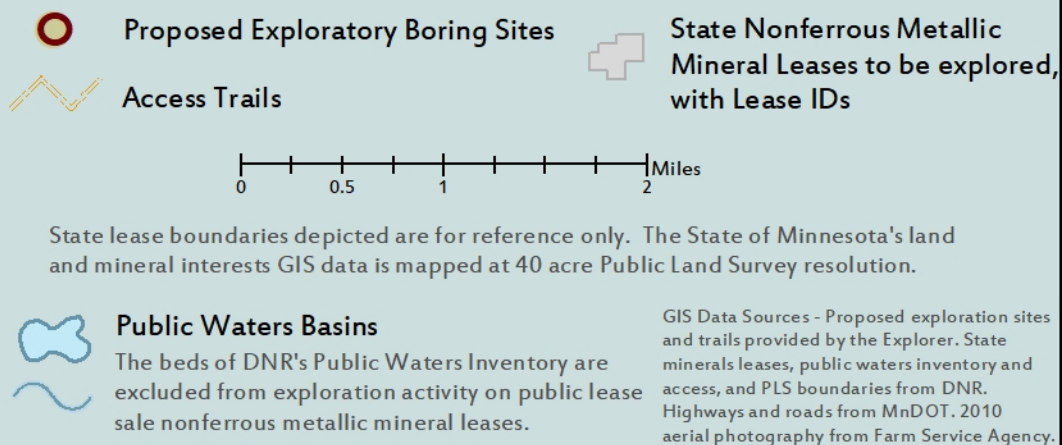 Proposed Exploratory Boring Sites
Access Trails
State Nonferrous Metallic
Mineral Leases to be explored,
with Lease IDs
Miles
0 0.5 1 2
State lease boundaries depicted are for reference only. The State of Minnesota's land
and mineral interests GIS data is mapped at 40 acre Public Land Survey resolution.
Public Waters Basins
The beds of DNR's Public Waters Inventory are
excluded from exploration activity on public lease
sale nonferrous metallic mineral leases.
GIS Data Sources - Proposed exploration sites
and trails provided by the Explorer. State
minerals leases, public waters inventory and
access, and PLS boundaries from DNR.
Highways and roads from MnDOT. 2010
aerial photography from Farm Service Agency.